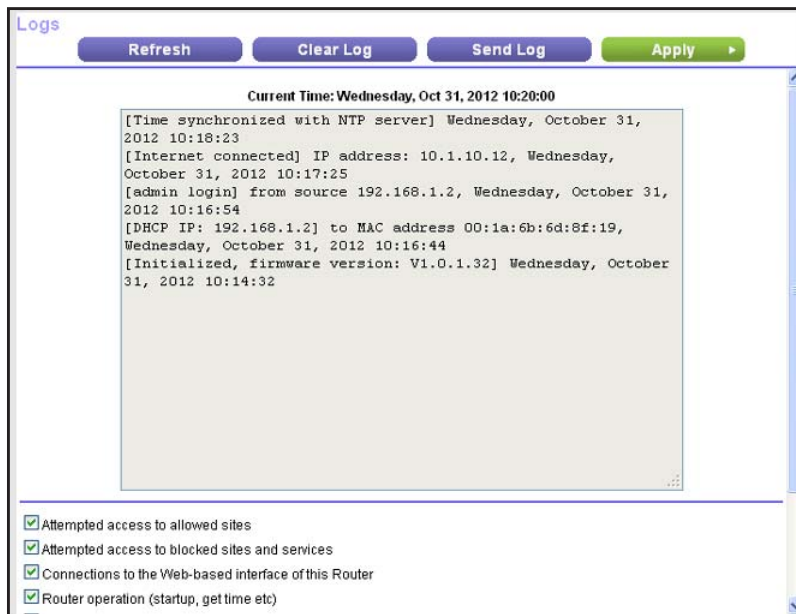 Logs
Refresh Clear Log Send Log Apply
Current Time: Wednesday, Oct 31, 2012 10:20:00
[Time synchronized with NTP server] Wednesday, October 31,
2012 10:18:23
[Internet connected] IP address: 10.1.10.12, Wednesday,
October 31, 2012 10:17:25
[admin login] from source 192.168.1.2, Wednesday, October 31,
2012 10:16:54
[DHCP IP: 192.168.1.2] to MAC address 00:1a:6b:6d:8f:19,
Wednesday, October 31, 2012 10:16:44
[Initialized, firmware version: V1.0.1.32] Wednesday, October
31, 2012 10:14:32
Attempted access to allowed sites
Attempted access to blocked sites and services
Connections to the Web-based interface of this Router
Router operation (startup, get time etc)